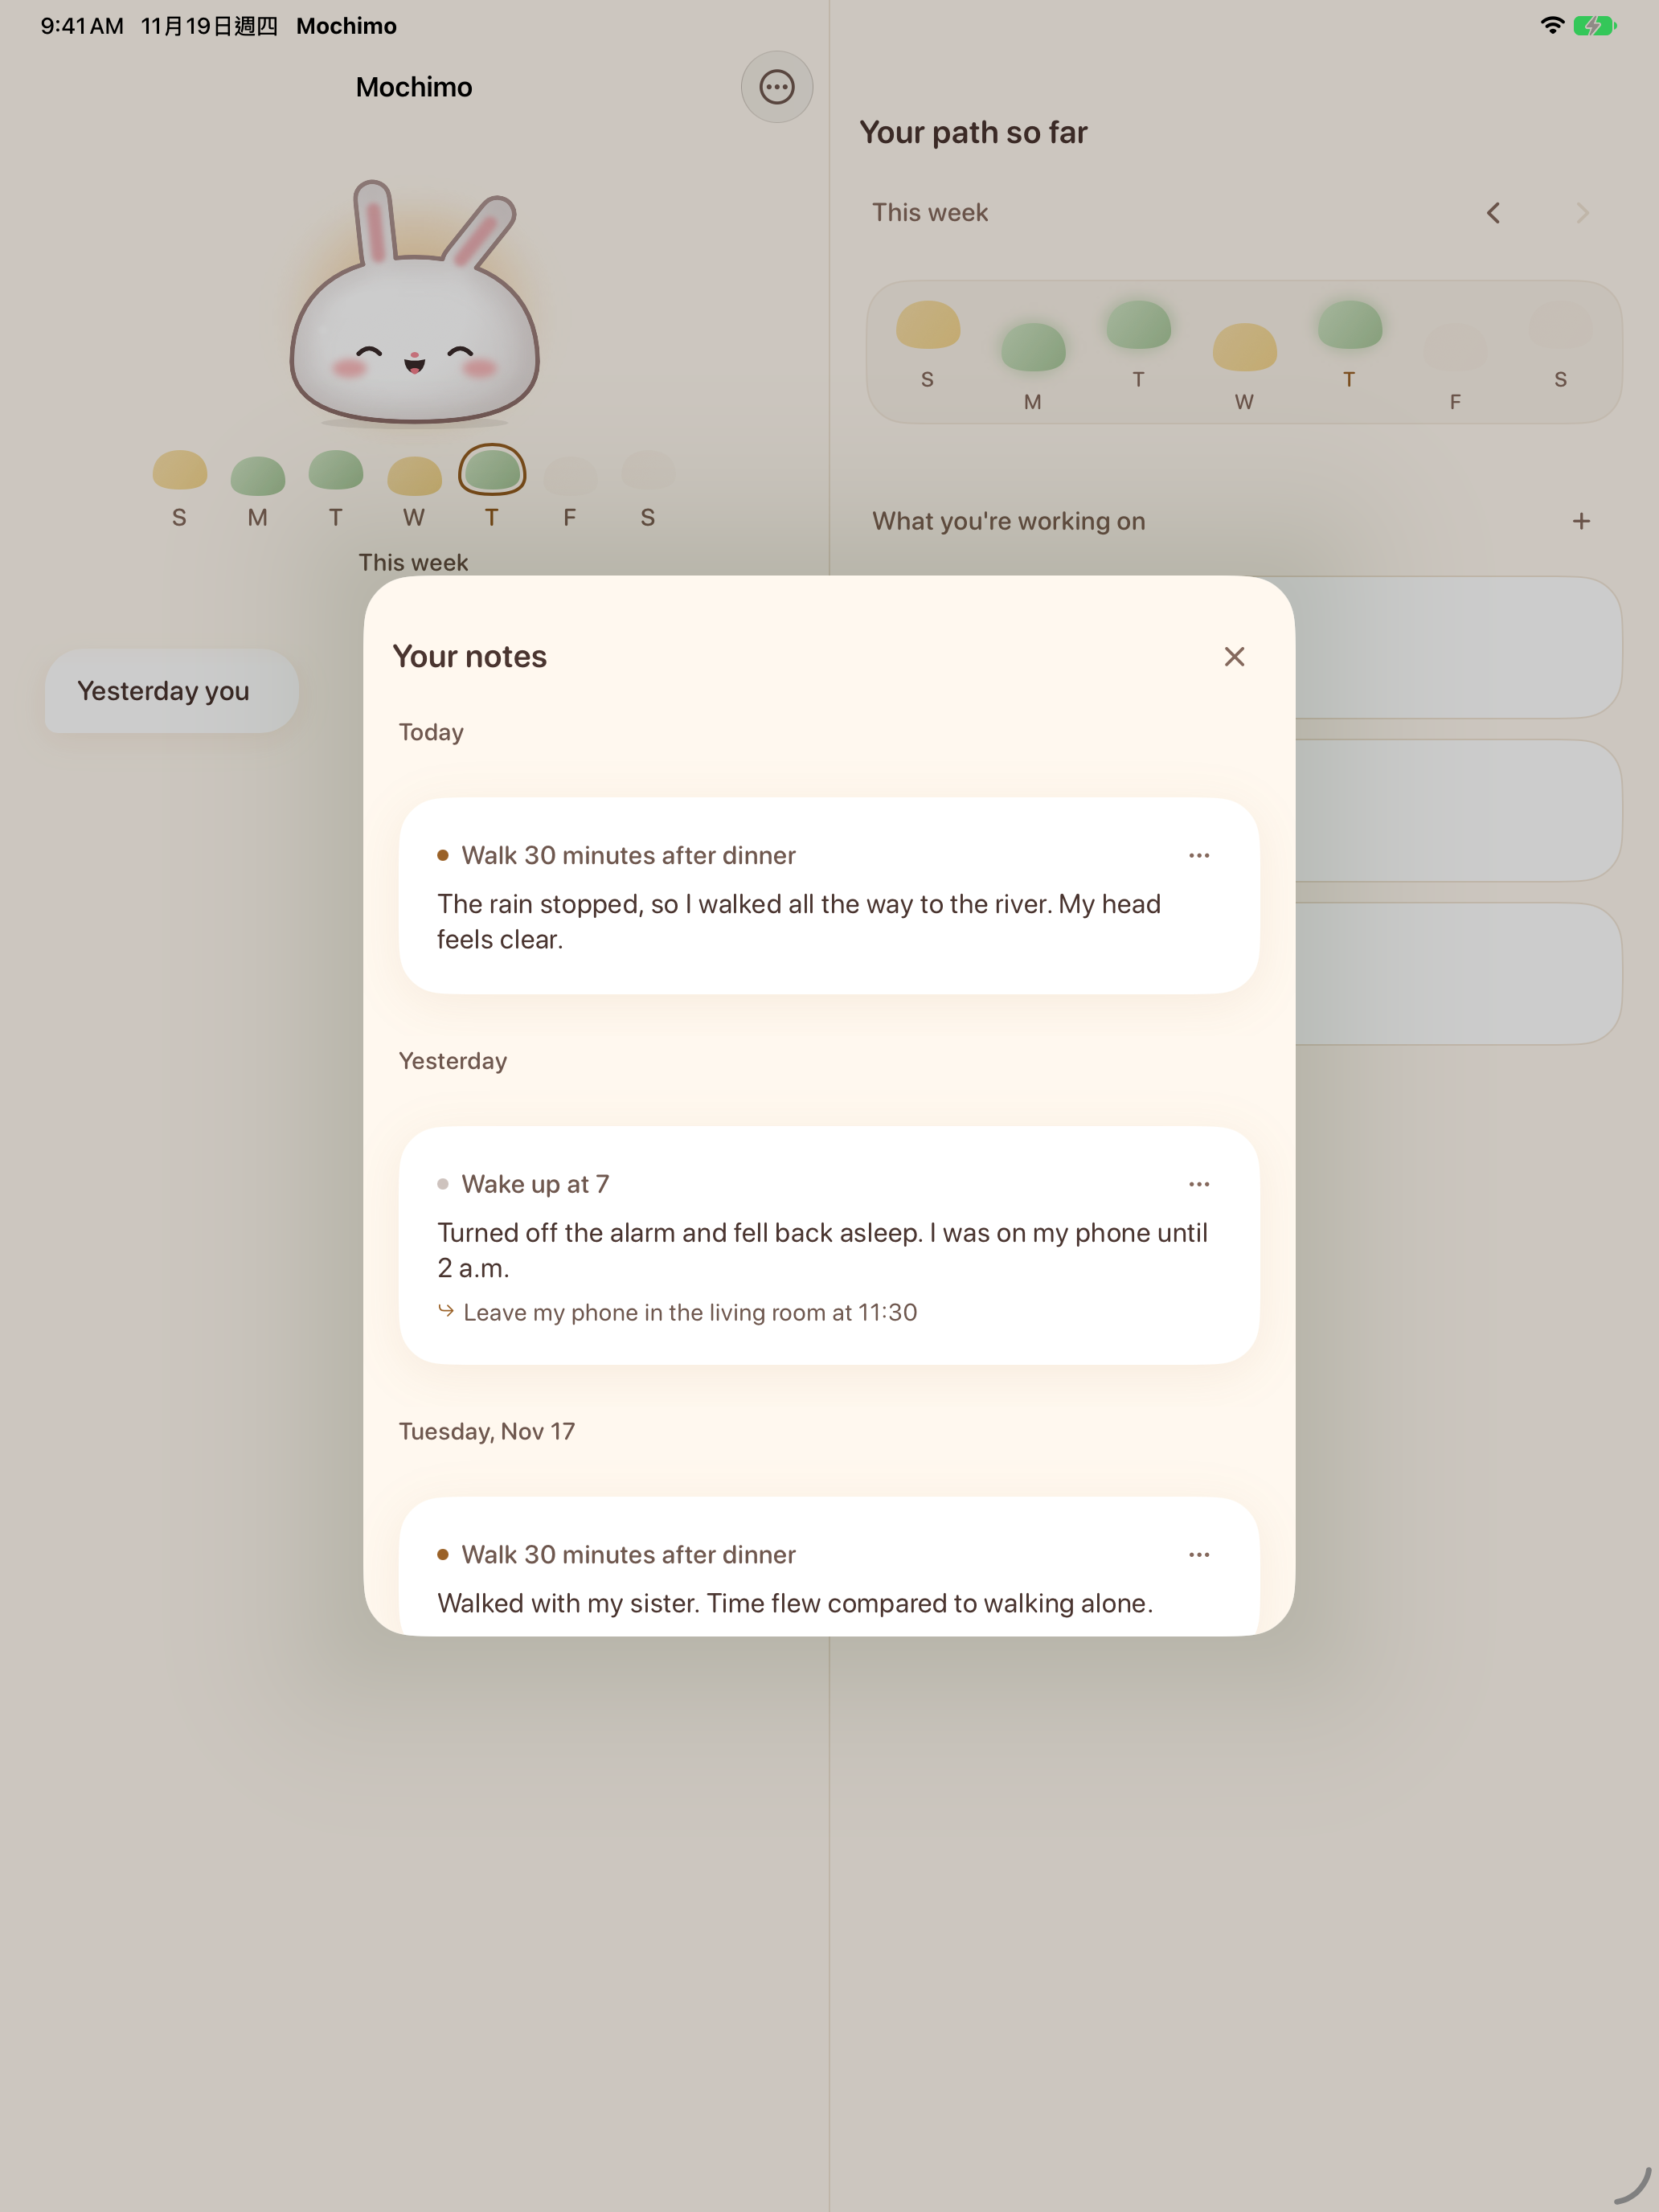 9:41 AM 11月19日週四 Mochimo
Mochimo
S M T W T F S
This week
Yesterday you
Your path so far
This week
S M T W T F S
What you're working on
Your notes
Today
Walk 30 minutes after dinner
The rain stopped, so I walked all the way to the river. My head
feels clear.
Yesterday
Wake up at 7
Turned off the alarm and fell back asleep. I was on my phone until
2 a.m.
Leave my phone in the living room at 11:30
Tuesday, Nov 17
Walk 30 minutes after dinner
Walked with my sister. Time flew compared to walking alone.